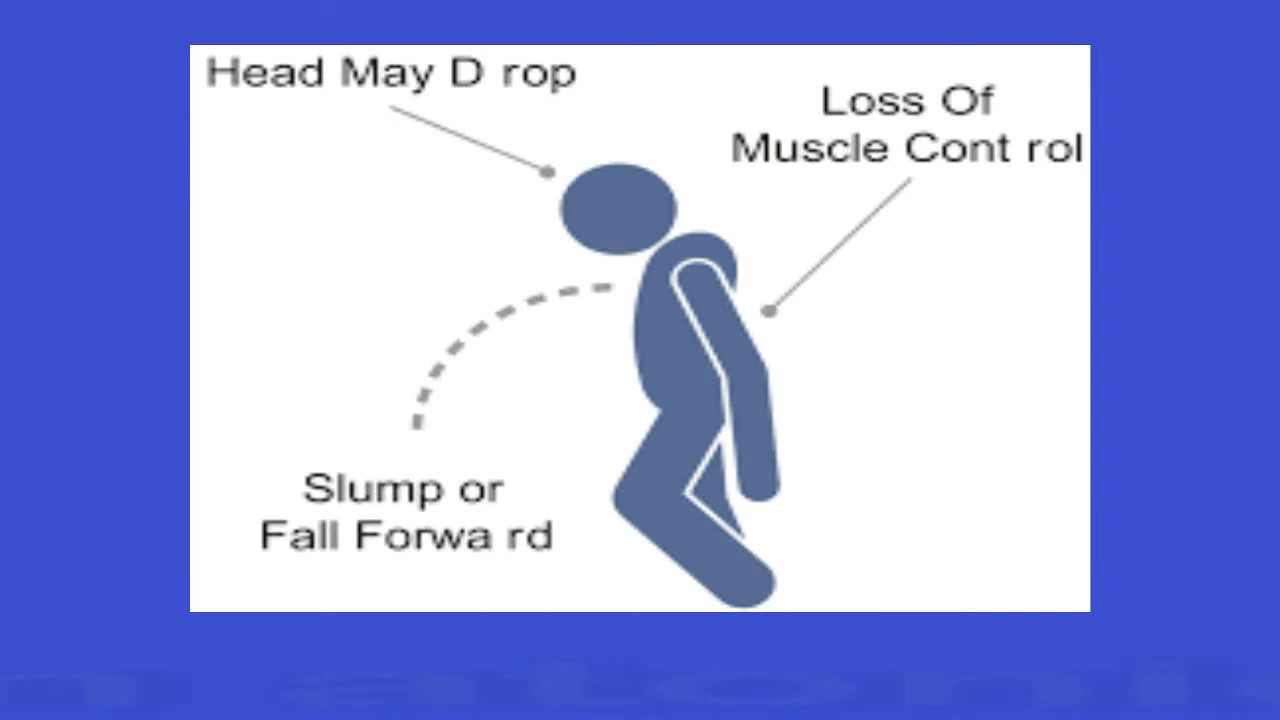 Head May D rop
Loss Of
Muscle Cont rol
Slump or
Fall Forwa rd